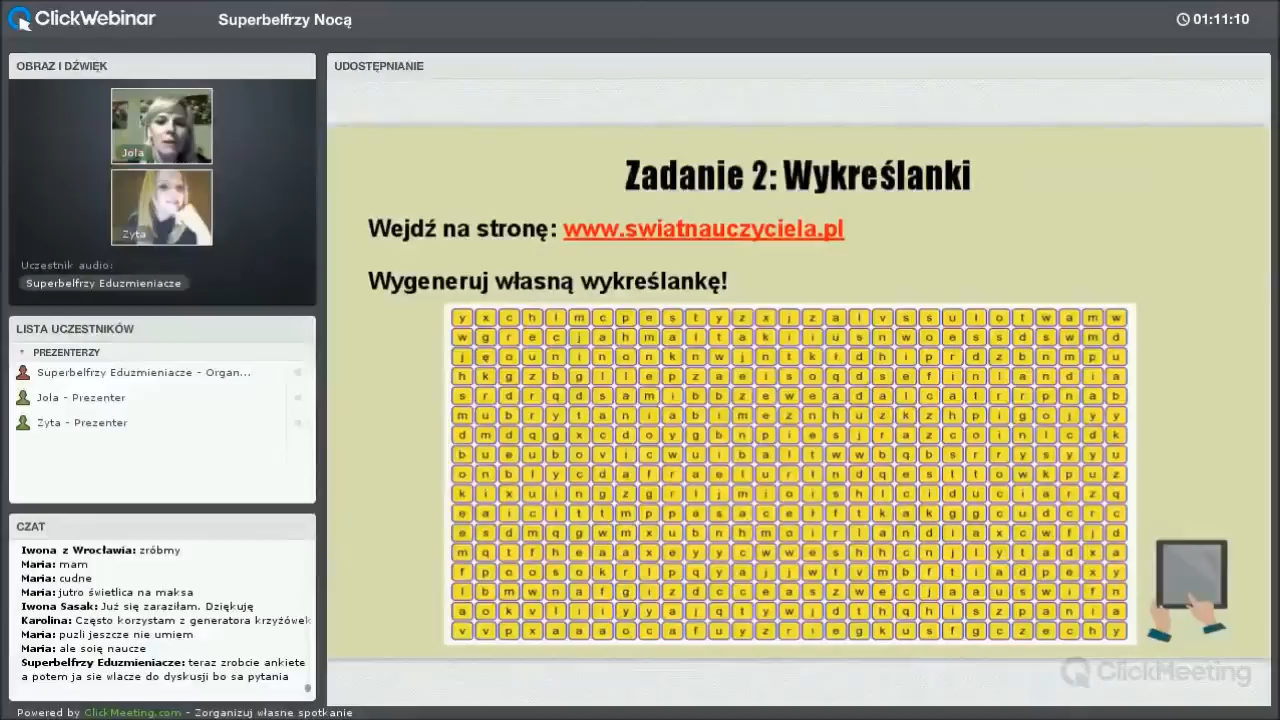 ClickWebinar
Superbelfrzy Nocą
01:11:10
OBRAZ I DŹWIĘK
Jola
Zyta
Uczestnik audio:
Superbelfrzy Eduzmieniacze
LISTA UCZESTNIKÓW
PREZENTERZY
Superbelfrzy Eduzmieniacze - Organ...
Jola - Prezenter
Zyta - Prezenter
CZAT
Iwona z Wrocławia: zróbmy
Maria: mam
Maria: cudne
Maria: jutro świetlica na maksa
Iwona Sasak: Już się zaraziłam. Dziękuję
Karolina: Często korzystam z generatora krzyżówek
Maria: puzli jeszcze nie umiem
Maria: ale soię naucze
Superbelfrzy Eduzmieniacze: teraz zrobcie ankiete
a potem ja sie wlacze do dyskusji bo sa pytania
Powered by ClickMeeting.com - Zorganizuj własne spotkanie
UDOSTĘPNIANIE
Zadanie 2: Wykreślanki
Wejdź na stronę: www.swiatnauczyciela.pl
Wygeneruj własną wykreślankę!
y x c h l m c p e s t y z x j z a l v s s u l o t w a m w
w g r e c j a h m a l t a k i i u s n w o e s s d s w m d
j ę o u n i n o n k n w j n t k ł d h i p r d z b n m p u
h k g z b g l l e p z a e i s o q d s e f i n l a n d i a
s r d r q d s a m i b b z e w e a d a l c a t r r p n a b
m u b r y t a n i a b i m e z n h u z k z h p i g o j y y
d m d q g x c d o y g b n p i e s j r a z c o i n l c d k
b u e u b o v i c w u i b a l t w w b q b s r r y s y y u
o n b l y c d a f r a e l u r l n d q e s t t o w k p u z
k i x u i n g z g r l j m i o i s h l c i d u c i a r z q
e a i c i t t m p p a s a c e ł f t k a k g g c u d c r c
e s d m q g w m x u b n h m o i r l a n d i a x c w f j d
m q t f h e a a x e y y c w w e s h h c n j l y t a d x a
f p c o s o k r l p q y a j j w t v m b f t i a d p e x y
l b m w n a f g i z d c c e a s z w e c j a a u s w i f n
a o k v l i i y y a j q t y w j d t h q h i s z p a n i a
v v p x a a a o c a f u y z r i e g k u s f g c z e c h y
ClickMeeting